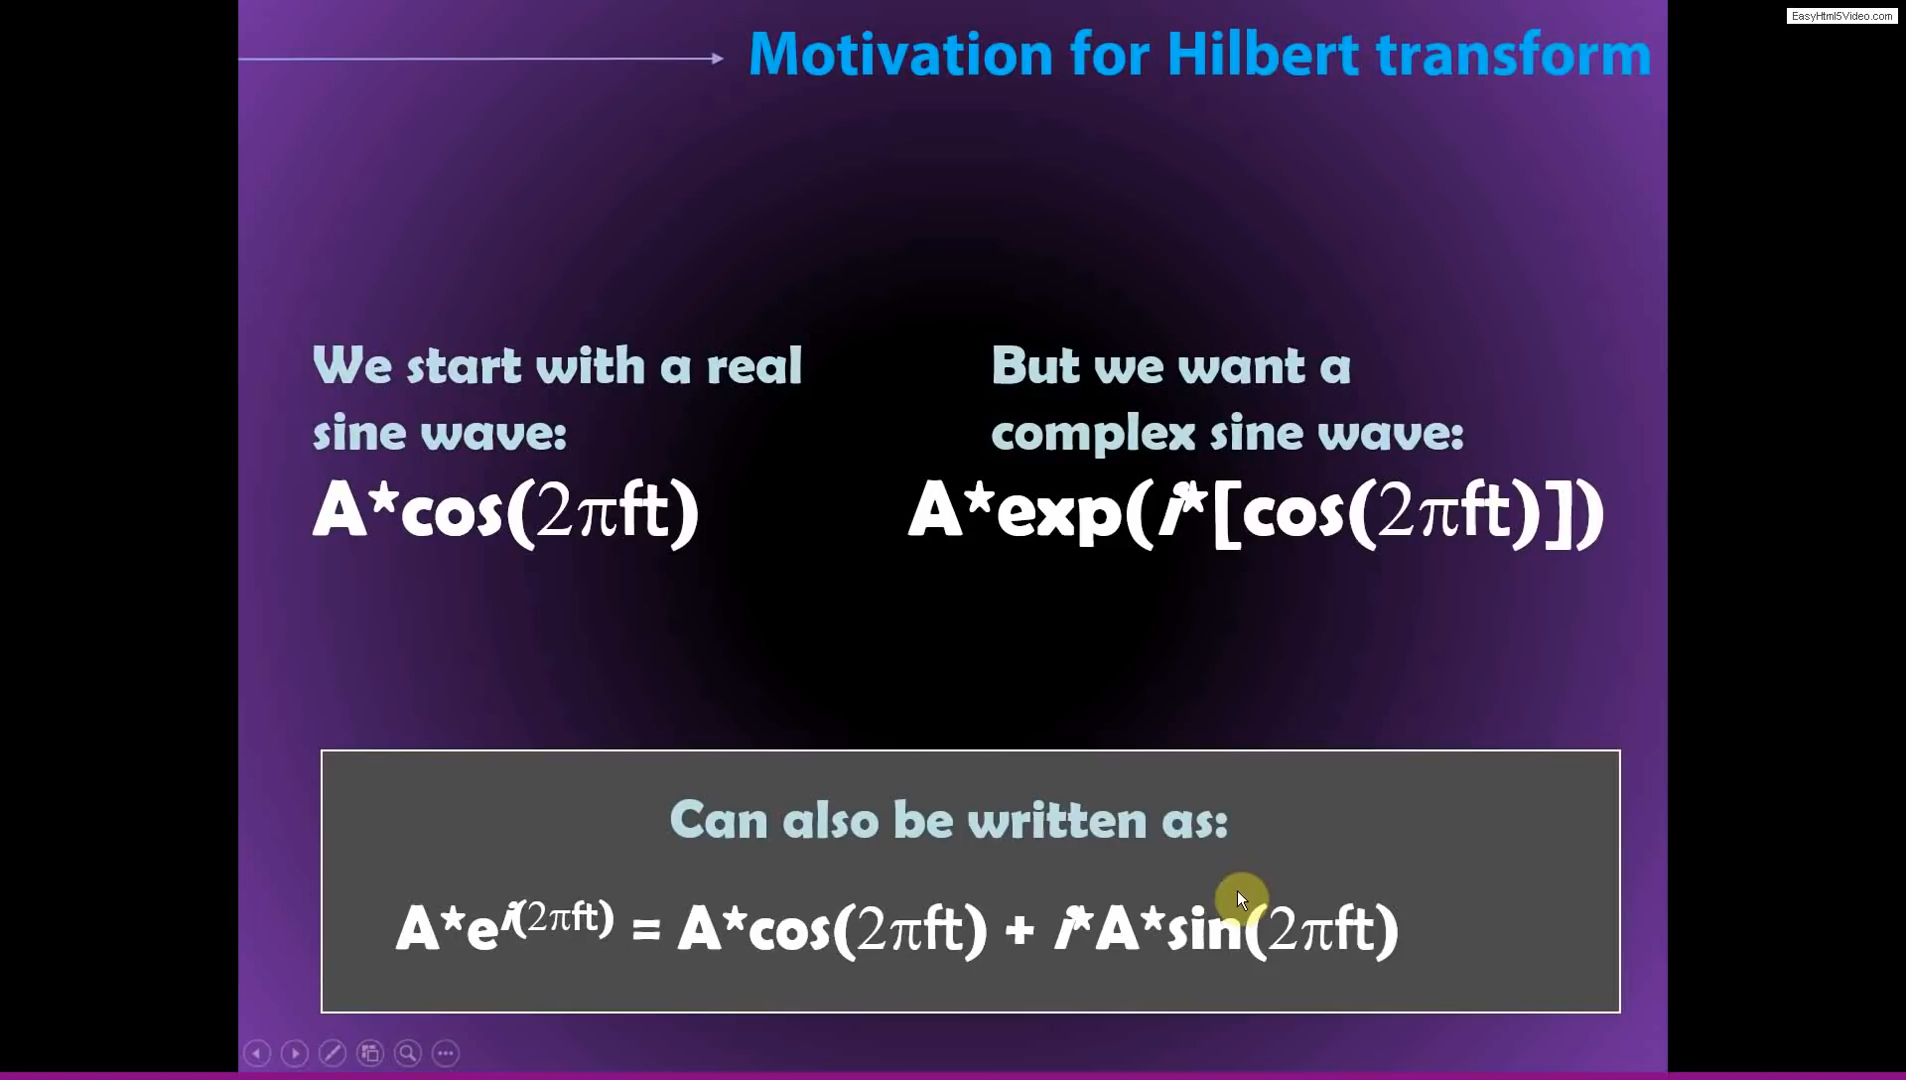 EasyHtml5Video.com
Motivation for Hilbert transform
We start with a real
sine wave:
A*cos(2πft)
But we want a
complex sine wave:
A*exp(i*[cos(2πft)])
Can also be written as:
A*e^i(2πft) = A*cos(2πft) + i*A*sin(2πft)